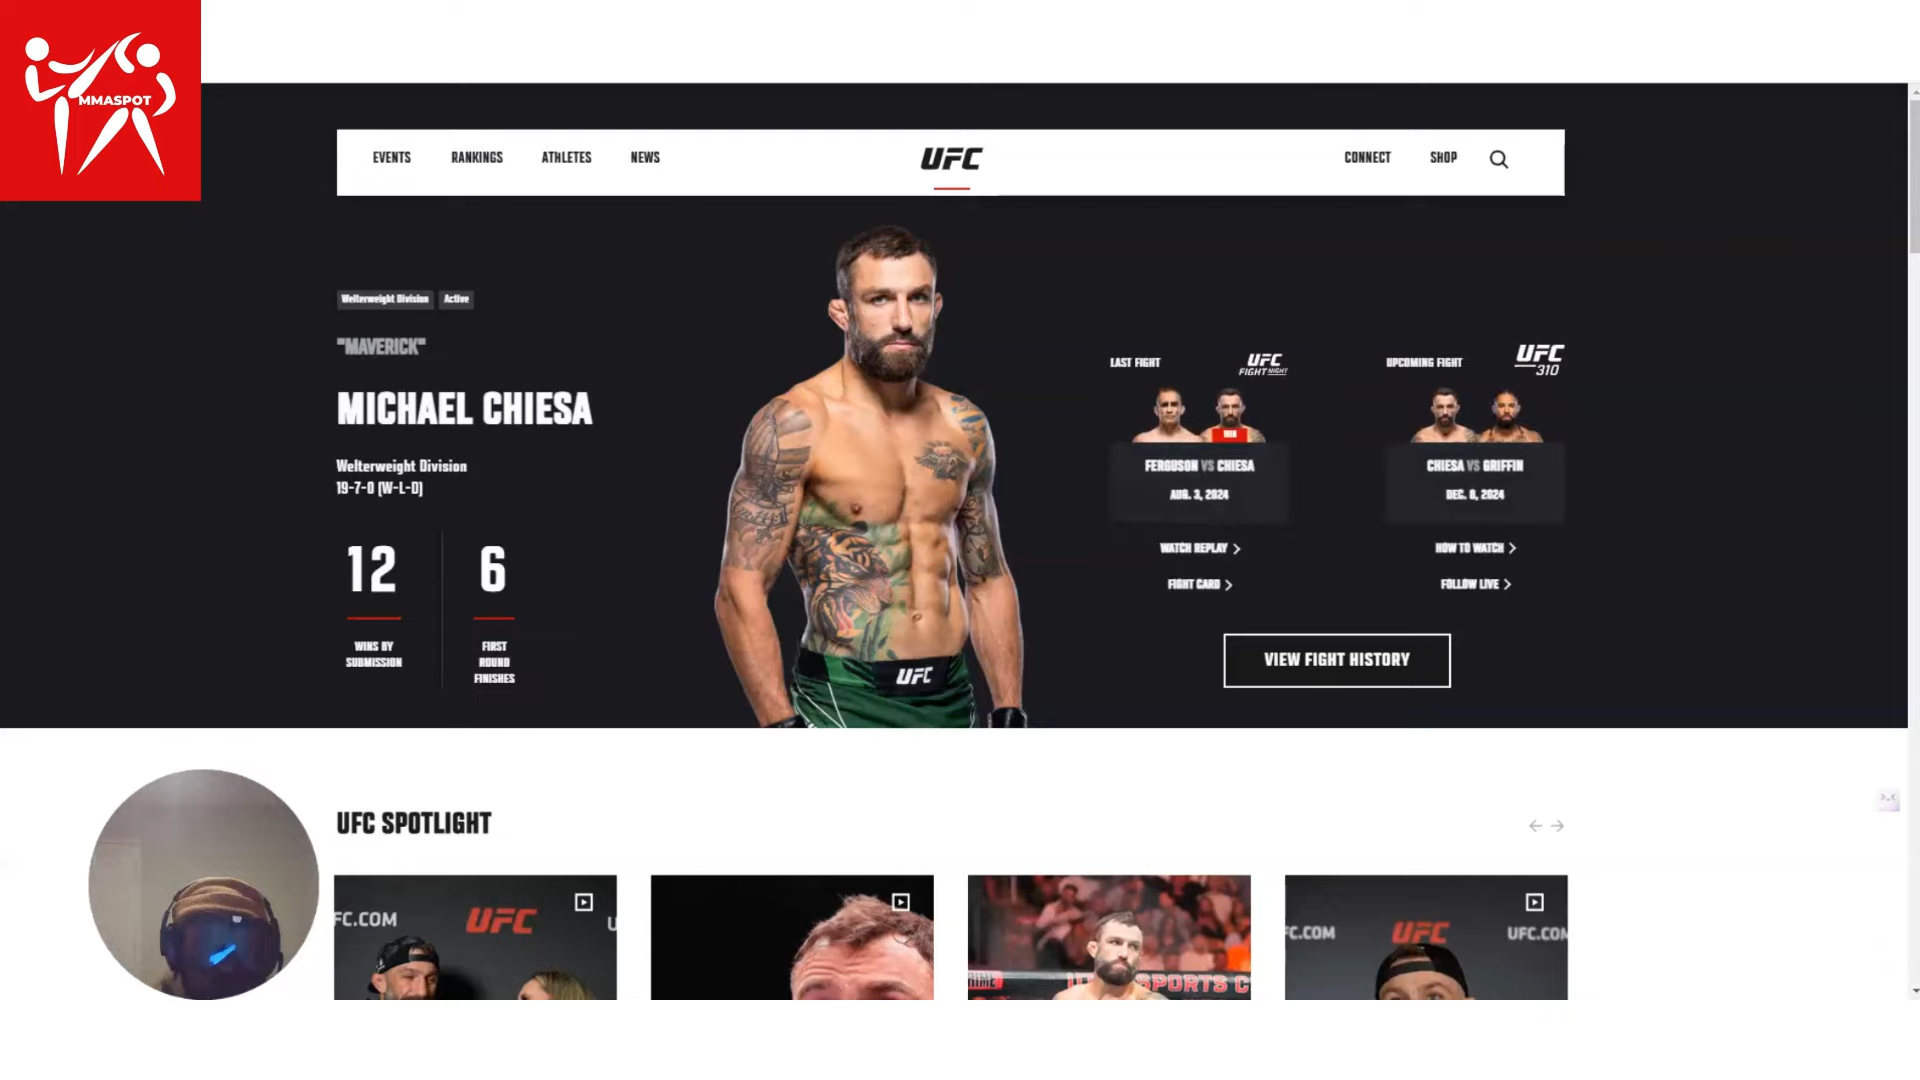 MMASPOT
EVENTS RANKINGS ATHLETES NEWS UFC CONNECT SHOP
Welterweight Division Active
"MAVERICK"
MICHAEL CHIESA
Welterweight Division
19-7-0 (W-L-D)
12
WINS BY
SUBMISSION
6
FIRST
ROUND
FINISHES
UFC
LAST FIGHT
UFC
FIGHT NIGHT
WIN
FERGUSON VS CHIESA
AUG. 3, 2024
WATCH REPLAY
FIGHT CARD
UPCOMING FIGHT
UFC
310
CHIESA VS GRIFFIN
DEC. 8, 2024
HOW TO WATCH
FOLLOW LIVE
VIEW FIGHT HISTORY
UFC SPOTLIGHT
FC.COM UFC U
SPORTS C
FC.COM UFC UFC.COM